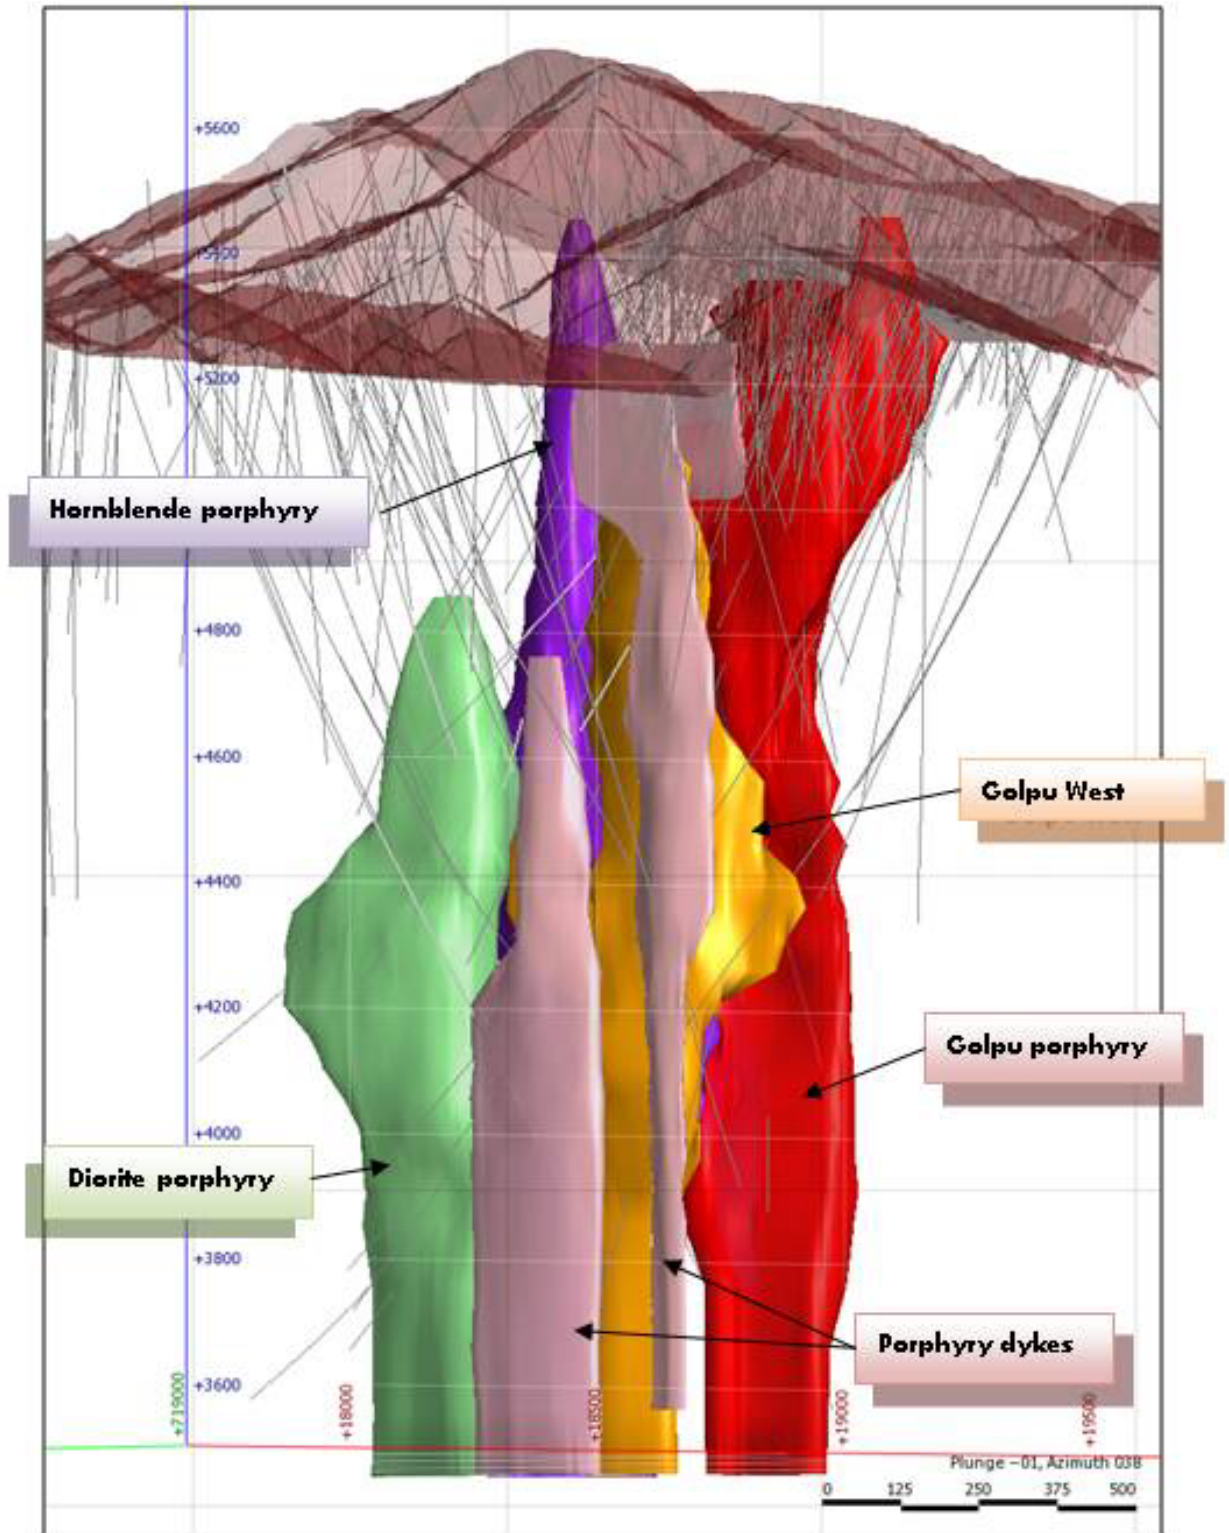 +5600
+5200
Hornblende porphyry
+4800
+4600
Golpu West
+4400
+4200
Golpu porphyry
+4000
Diorite porphyry
+3800
Porphyry dykes
+3600
+719000
+18000
+18500
+19000
+19500
Plunge −01, Azimuth 038
0 125 250 375 500